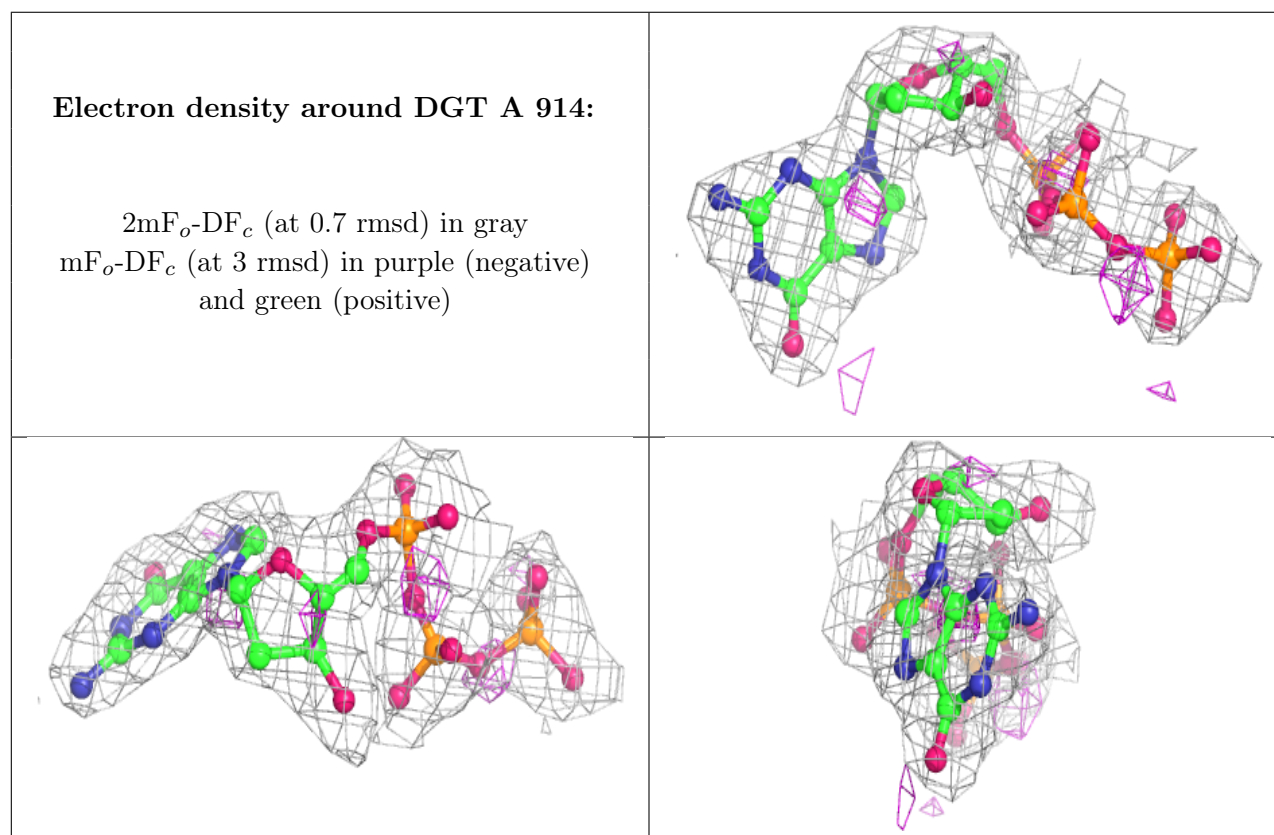 Electron density around DGT A 914:
2mFo-DFc (at 0.7 rmsd) in gray
mFo-DFc (at 3 rmsd) in purple (negative)
and green (positive)